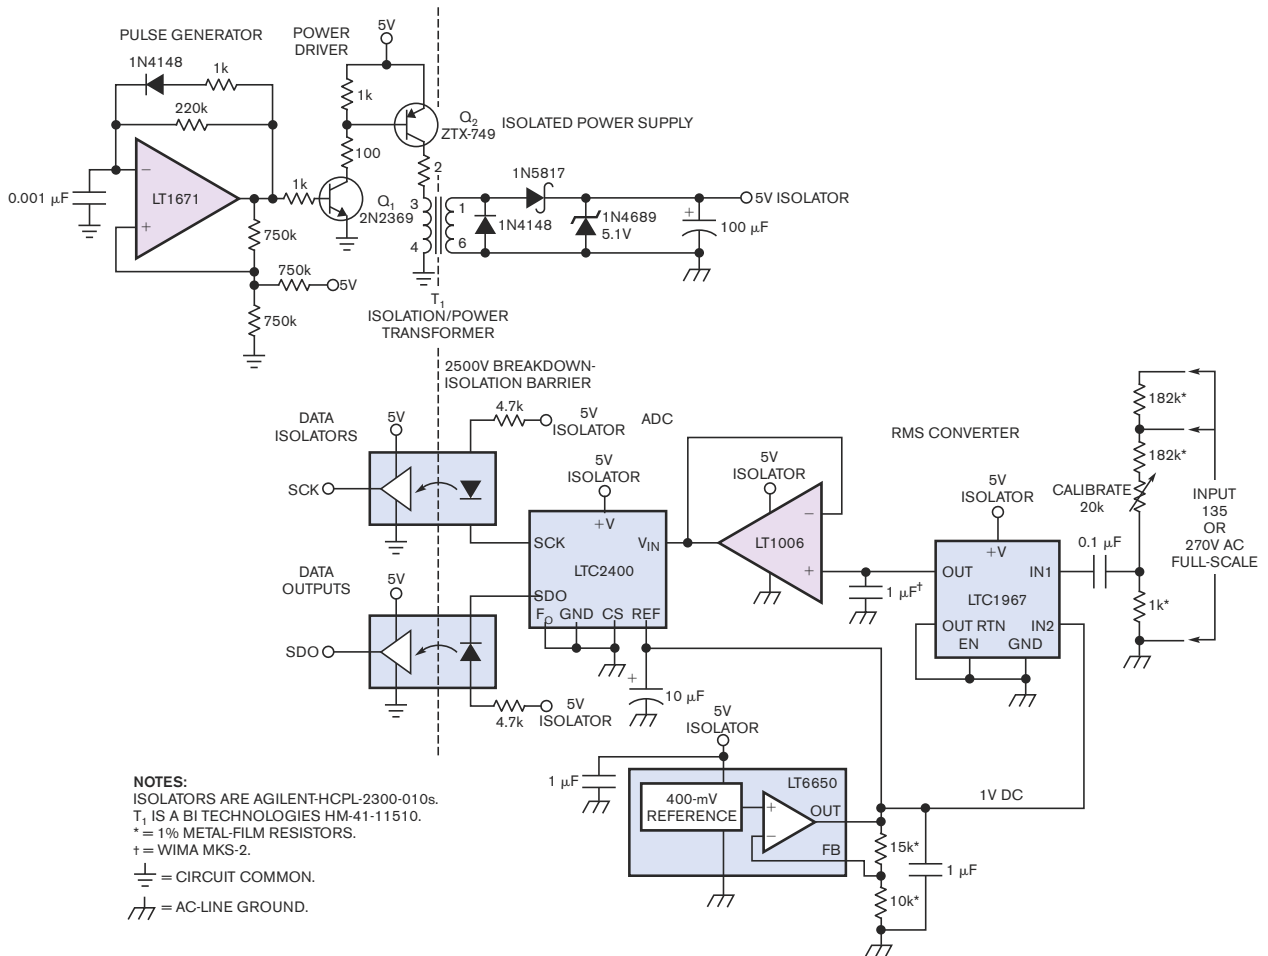 PULSE GENERATOR
1N4148
1k
220k
0.001 µF
−
LT1671
+
1k
750k
750k
5V
750k
POWER
DRIVER
5V
1k
100
Q1
2N2369
Q2
ZTX-749
2
3
4
1
6
T1
ISOLATION/POWER
TRANSFORMER
ISOLATED POWER SUPPLY
1N5817
1N4148
1N4689
5.1V
+
100 µF
5V ISOLATOR
2500V BREAKDOWN-
ISOLATION BARRIER
DATA
ISOLATORS
5V
4.7k
5V
ISOLATOR
SCK
DATA
OUTPUTS
5V
SDO
4.7k
5V
ISOLATOR
ADC
5V
ISOLATOR
+V
SCK
VIN
LTC2400
SDO
FO
GND
CS
REF
+
10 µF
5V
ISOLATOR
−
LT1006
+
1 µF†
RMS CONVERTER
5V
ISOLATOR
+V
OUT
IN1
LTC1967
OUT RTN
IN2
EN
GND
0.1 µF
CALIBRATE
20k
182k*
182k*
1k*
INPUT
135
OR
270V AC
FULL-SCALE
5V
ISOLATOR
1 µF
LT6650
400-mV
REFERENCE
+
−
OUT
FB
1V DC
15k*
10k*
1 µF
NOTES:
ISOLATORS ARE AGILENT-HCPL-2300-010s.
T1 IS A BI TECHNOLOGIES HM-41-11510.
* = 1% METAL-FILM RESISTORS.
† = WIMA MKS-2.
= CIRCUIT COMMON.
= AC-LINE GROUND.